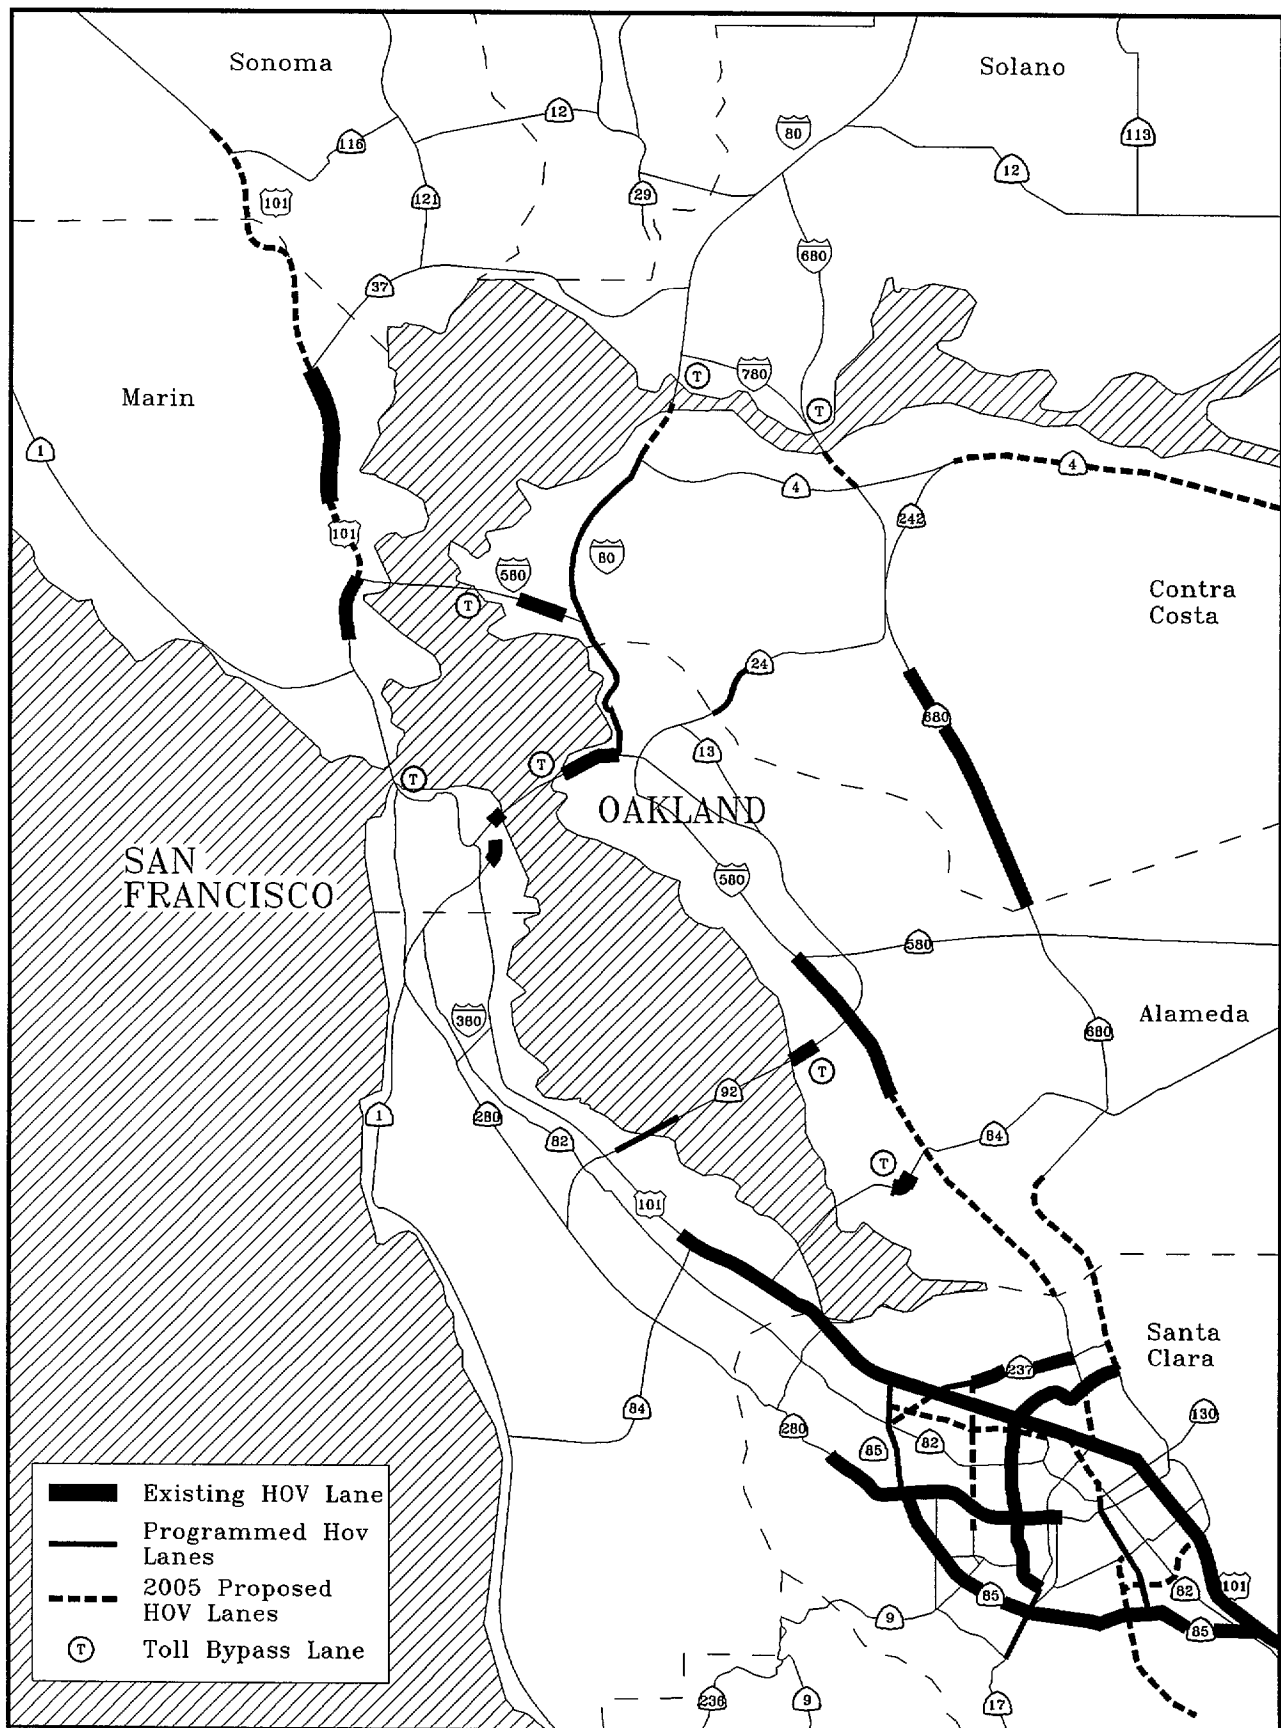 Sonoma
Solano
12
80
113
116
12
101
121
29
680
37
780
T
T
Marin
1
4
4
242
101
80
580
T
Contra
Costa
24
680
13
T
T
OAKLAND
SAN
FRANCISCO
580
580
380
Alameda
680
T
92
1
280
82
84
T
101
Santa
Clara
237
84
280
130
85
82
Existing HOV Lane
Programmed Hov
Lanes
2005 Proposed
HOV Lanes
T Toll Bypass Lane
85
82
101
9
85
236
9
17